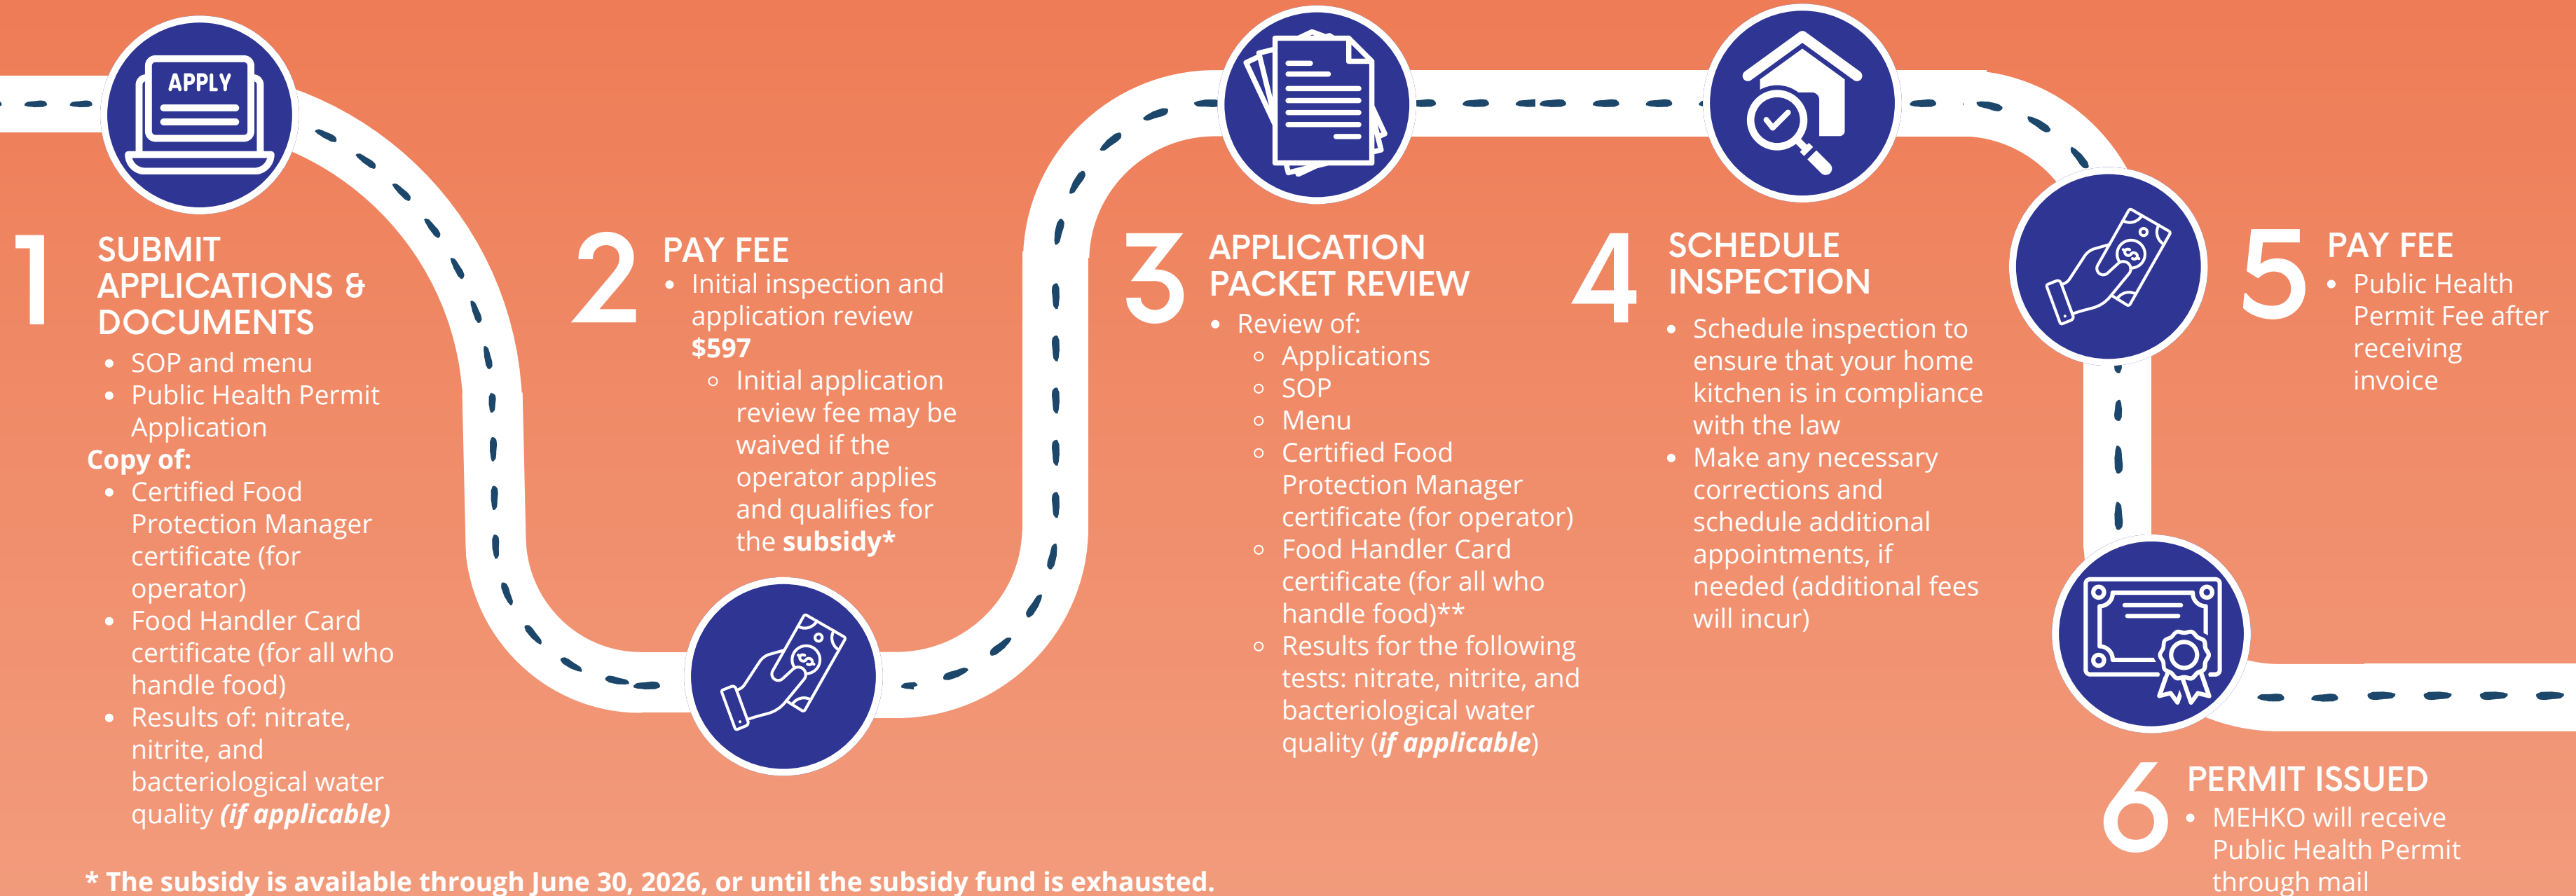 APPLY
1
SUBMIT
APPLICATIONS &
DOCUMENTS
• SOP and menu
• Public Health Permit
Application
Copy of:
• Certified Food
Protection Manager
certificate (for
operator)
• Food Handler Card
certificate (for all who
handle food)
• Results of: nitrate,
nitrite, and
bacteriological water
quality (if applicable)
2
PAY FEE
• Initial inspection and
application review
$597
◦ Initial application
review fee may be
waived if the
operator applies
and qualifies for
the subsidy*
3
APPLICATION
PACKET REVIEW
• Review of:
◦ Applications
◦ SOP
◦ Menu
◦ Certified Food
Protection Manager
certificate (for operator)
◦ Food Handler Card
certificate (for all who
handle food)**
◦ Results for the following
tests: nitrate, nitrite, and
bacteriological water
quality (if applicable)
4
SCHEDULE
INSPECTION
• Schedule inspection to
ensure that your home
kitchen is in compliance
with the law
• Make any necessary
corrections and
schedule additional
appointments, if
needed (additional fees
will incur)
5
PAY FEE
• Public Health
Permit Fee after
receiving
invoice
6
PERMIT ISSUED
• MEHKO will receive
Public Health Permit
through mail
* The subsidy is available through June 30, 2026, or until the subsidy fund is exhausted.